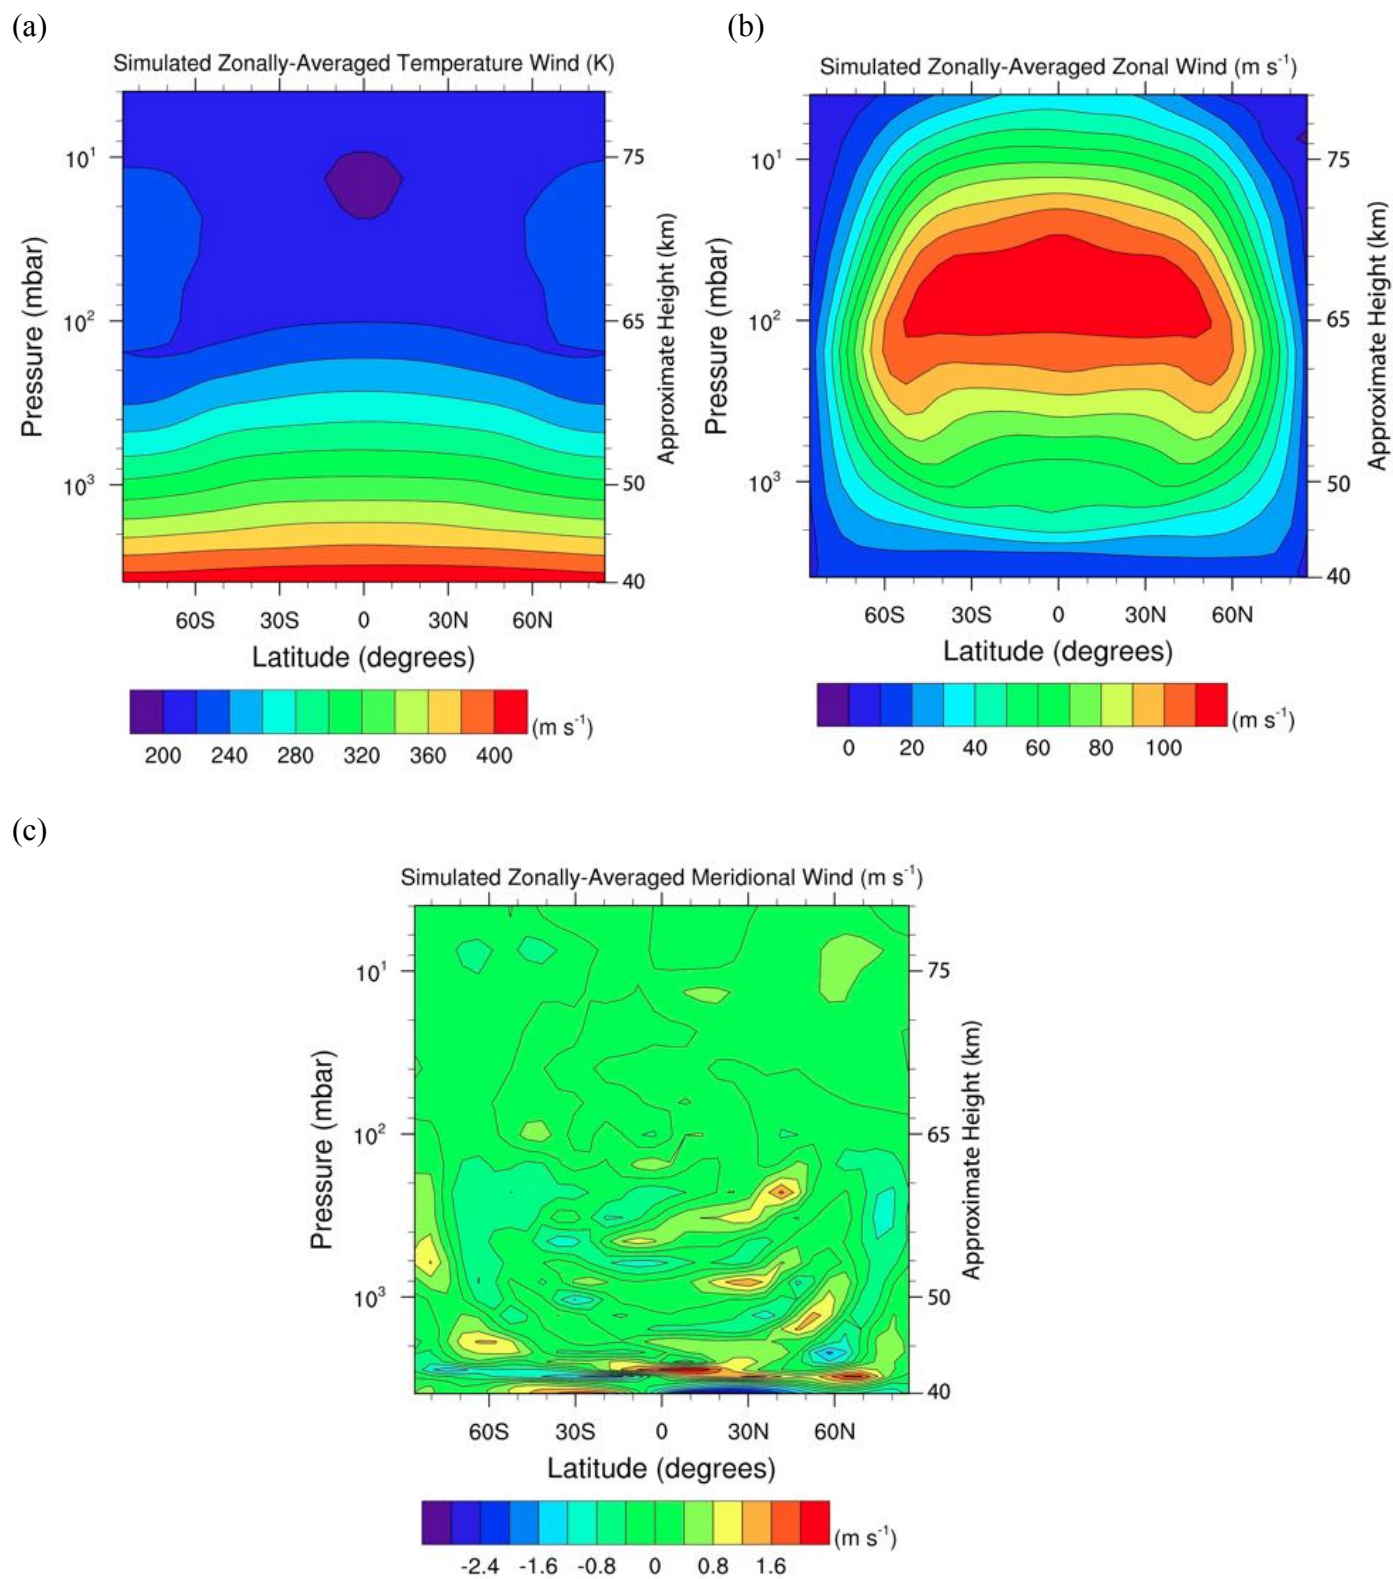 (a)
Simulated Zonally-Averaged Temperature Wind (K)
10¹
10²
10³
Pressure (mbar)
75
65
50
40
Approximate Height (km)
60S 30S 0 30N 60N
Latitude (degrees)
200 240 280 320 360 400
(m s⁻¹)
(b)
Simulated Zonally-Averaged Zonal Wind (m s⁻¹)
10¹
10²
10³
Pressure (mbar)
75
65
50
40
Approximate Height (km)
60S 30S 0 30N 60N
Latitude (degrees)
0 20 40 60 80 100
(m s⁻¹)
(c)
Simulated Zonally-Averaged Meridional Wind (m s⁻¹)
10¹
10²
10³
Pressure (mbar)
75
65
50
40
Approximate Height (km)
60S 30S 0 30N 60N
Latitude (degrees)
-2.4 -1.6 -0.8 0 0.8 1.6
(m s⁻¹)